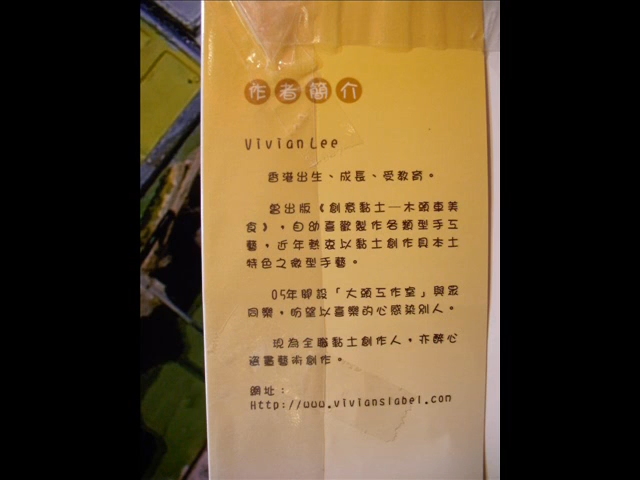 作者簡介
Vivian Lee
香港出生、成長、受教育。
曾出版《創意黏土─木頭車美
食》，自幼喜歡製作各類型手工
藝，近年熱衷以黏土創作具本土
特色之微型手藝。
05年開設「大頭工作室」與眾
同樂，盼望以喜樂的心感染別人。
現為全職黏土創作人，亦醉心
繪畫藝術創作。
網址：
Http://www.vivianslabel.com